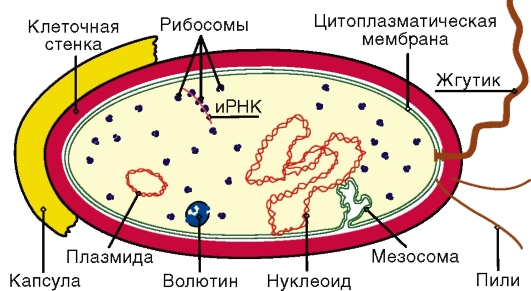 Клеточная
стенка
Рибосомы
Цитоплазматическая
мембрана
Жгутик
иРНК
Плазмида
Мезосома
Капсула
Волютин
Нуклеоид
Пили